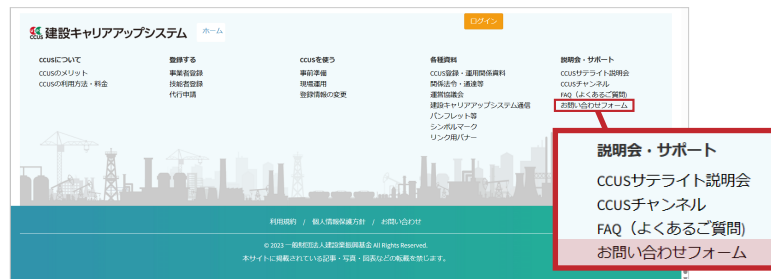 ログイン
CCUS 建設キャリアアップシステム ホーム
CCUSについて
CCUSのメリット
CCUSの利用方法・料金
登録する
事業者登録
技能者登録
代行申請
CCUSを使う
事前準備
現場運用
登録情報の変更
各種資料
CCUS登録・運用関係資料
関係法令・通達等
運営協議会
建設キャリアアップシステム通信
パンフレット等
シンボルマーク
リンク用バナー
説明会・サポート
CCUSサテライト説明会
CCUSチャンネル
FAQ（よくあるご質問)
お問い合わせフォーム
説明会・サポート
CCUSサテライト説明会
CCUSチャンネル
FAQ（よくあるご質問)
お問い合わせフォーム
利用規約 / 個人情報保護方針 / お問い合わせ
© 2023 一般財団法人建設業振興基金 All Rights Reserved.
本サイトに掲載されている記事・写真・図表などの転載を禁じます。